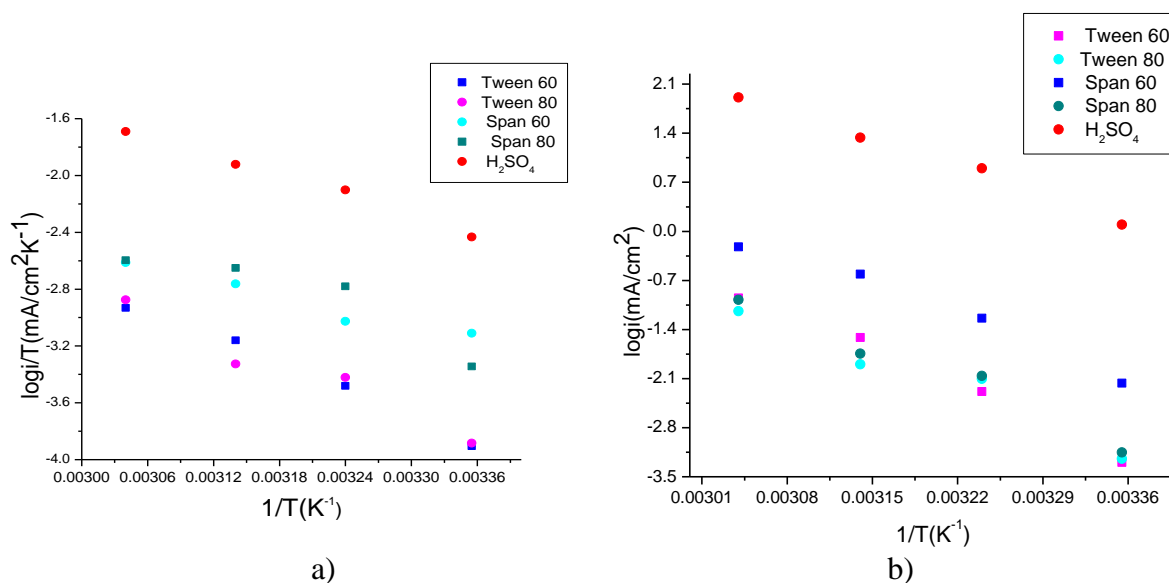 Tween 60
Tween 80
Span 60
Span 80
H₂SO₄
-1.6
-2.0
-2.4
-2.8
-3.2
-3.6
-4.0
logi/T(mA/cm²K⁻¹)
0.00300 0.00306 0.00312 0.00318 0.00324 0.00330 0.00336
1/T(K⁻¹)
a)
Tween 60
Tween 80
Span 60
Span 80
H₂SO₄
2.1
1.4
0.7
0.0
-0.7
-1.4
-2.1
-2.8
-3.5
logi(mA/cm²)
0.00301 0.00308 0.00315 0.00322 0.00329 0.00336
1/T(K⁻¹)
b)